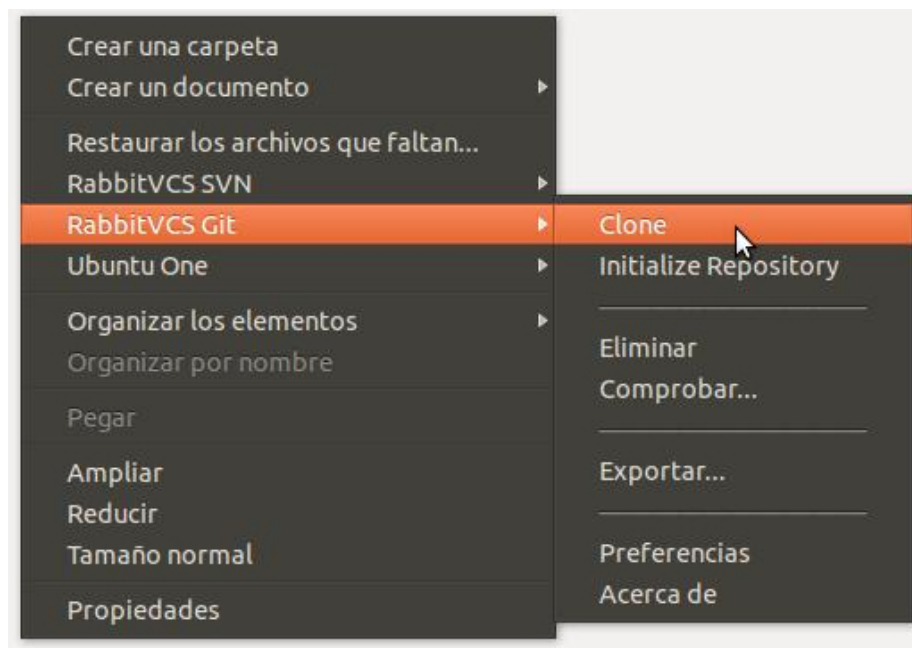 Crear una carpeta
Crear un documento
Restaurar los archivos que faltan...
RabbitVCS SVN
RabbitVCS Git
Ubuntu One
Organizar los elementos
Organizar por nombre
Pegar
Ampliar
Reducir
Tamaño normal
Propiedades
Clone
Initialize Repository
Eliminar
Comprobar...
Exportar...
Preferencias
Acerca de